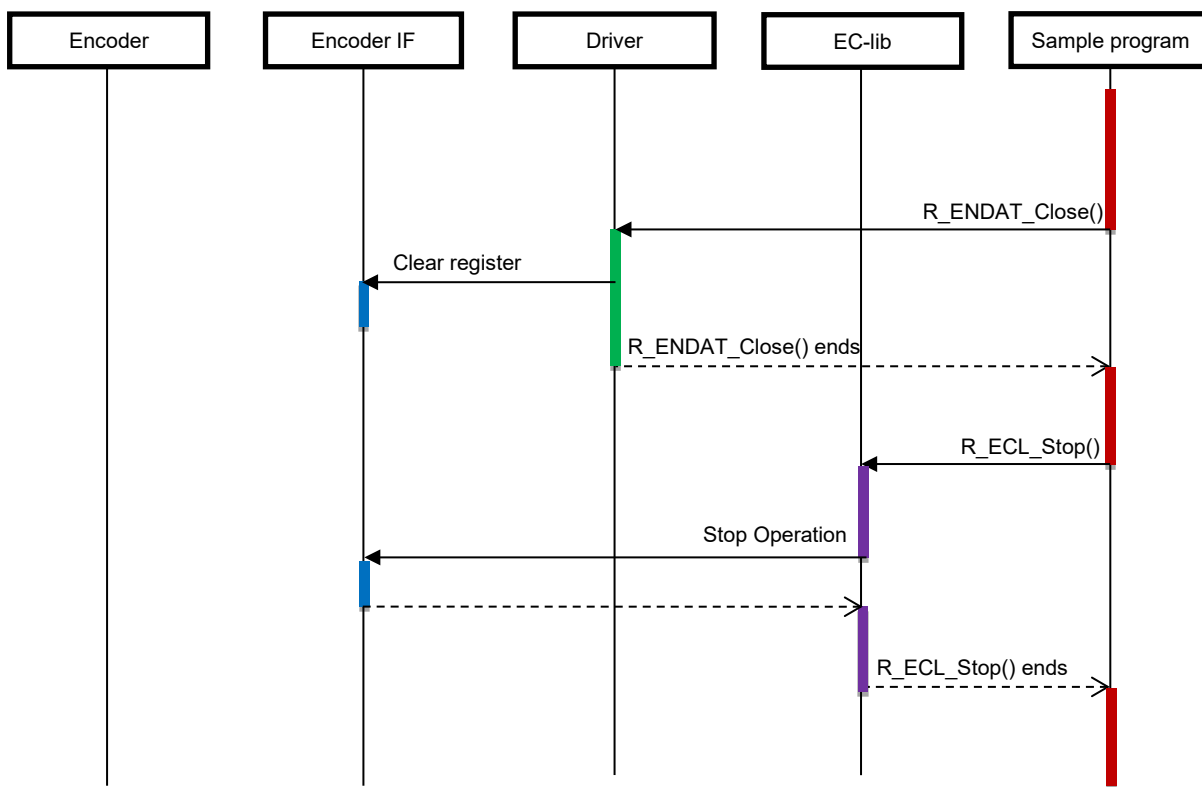 Encoder
Encoder IF
Driver
EC-lib
Sample program
R_ENDAT_Close()
Clear register
R_ENDAT_Close() ends
R_ECL_Stop()
Stop Operation
R_ECL_Stop() ends